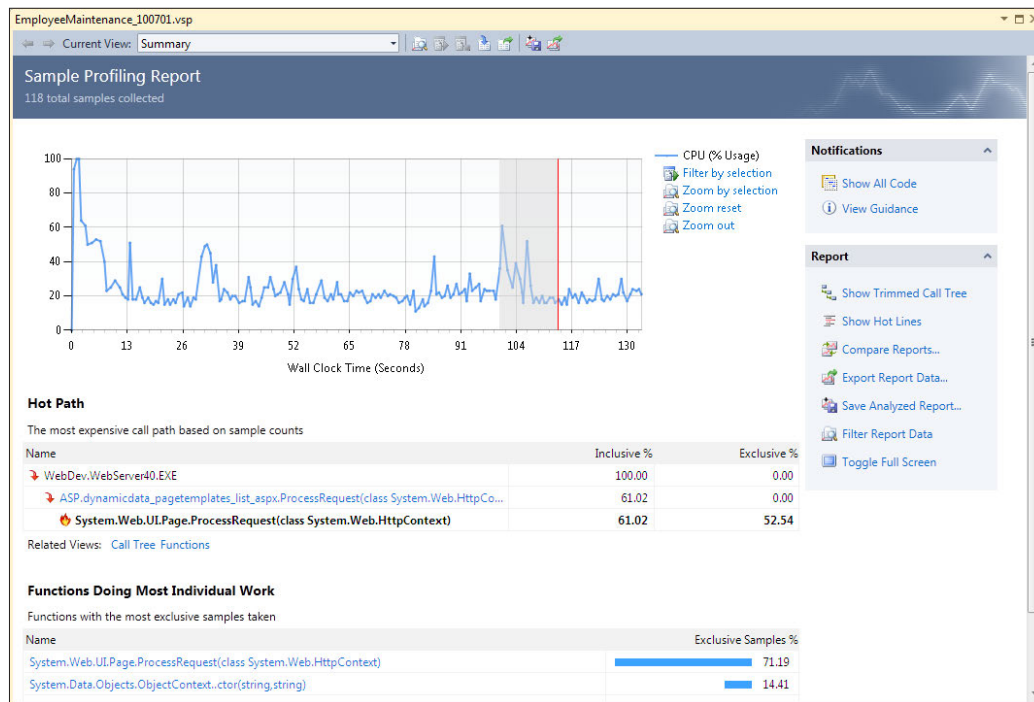 EmployeeMaintenance_100701.vsp
Current View: Summary
Sample Profiling Report
118 total samples collected
100
80
60
40
20
0
0 13 26 39 52 65 78 91 104 117 130
Wall Clock Time (Seconds)
CPU (% Usage)
Filter by selection
Zoom by selection
Zoom reset
Zoom out
Notifications
Show All Code
View Guidance
Report
Show Trimmed Call Tree
Show Hot Lines
Compare Reports...
Export Report Data...
Save Analyzed Report...
Filter Report Data
Toggle Full Screen
Hot Path
The most expensive call path based on sample counts
Name Inclusive % Exclusive %
WebDev.WebServer40.EXE 100.00 0.00
ASP.dynamicdata_pagetemplates_list_aspx.ProcessRequest(class System.Web.HttpCo... 61.02 0.00
System.Web.UI.Page.ProcessRequest(class System.Web.HttpContext) 61.02 52.54
Related Views: Call Tree Functions
Functions Doing Most Individual Work
Functions with the most exclusive samples taken
Name Exclusive Samples %
System.Web.UI.Page.ProcessRequest(class System.Web.HttpContext) 71.19
System.Data.Objects.ObjectContext..ctor(string,string) 14.41